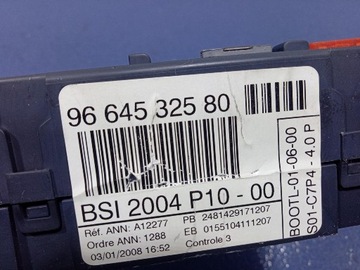 96 645 325 80
BSI 2004 P10 - 00
Réf. ANN: A12277 PB 2481429171207
Ordre ANN: 1288 EB 0155104111207
03/01/2008 16:52 Controle 3
BOOTL-01-06-00
S01-C7P4 - 4.0 P